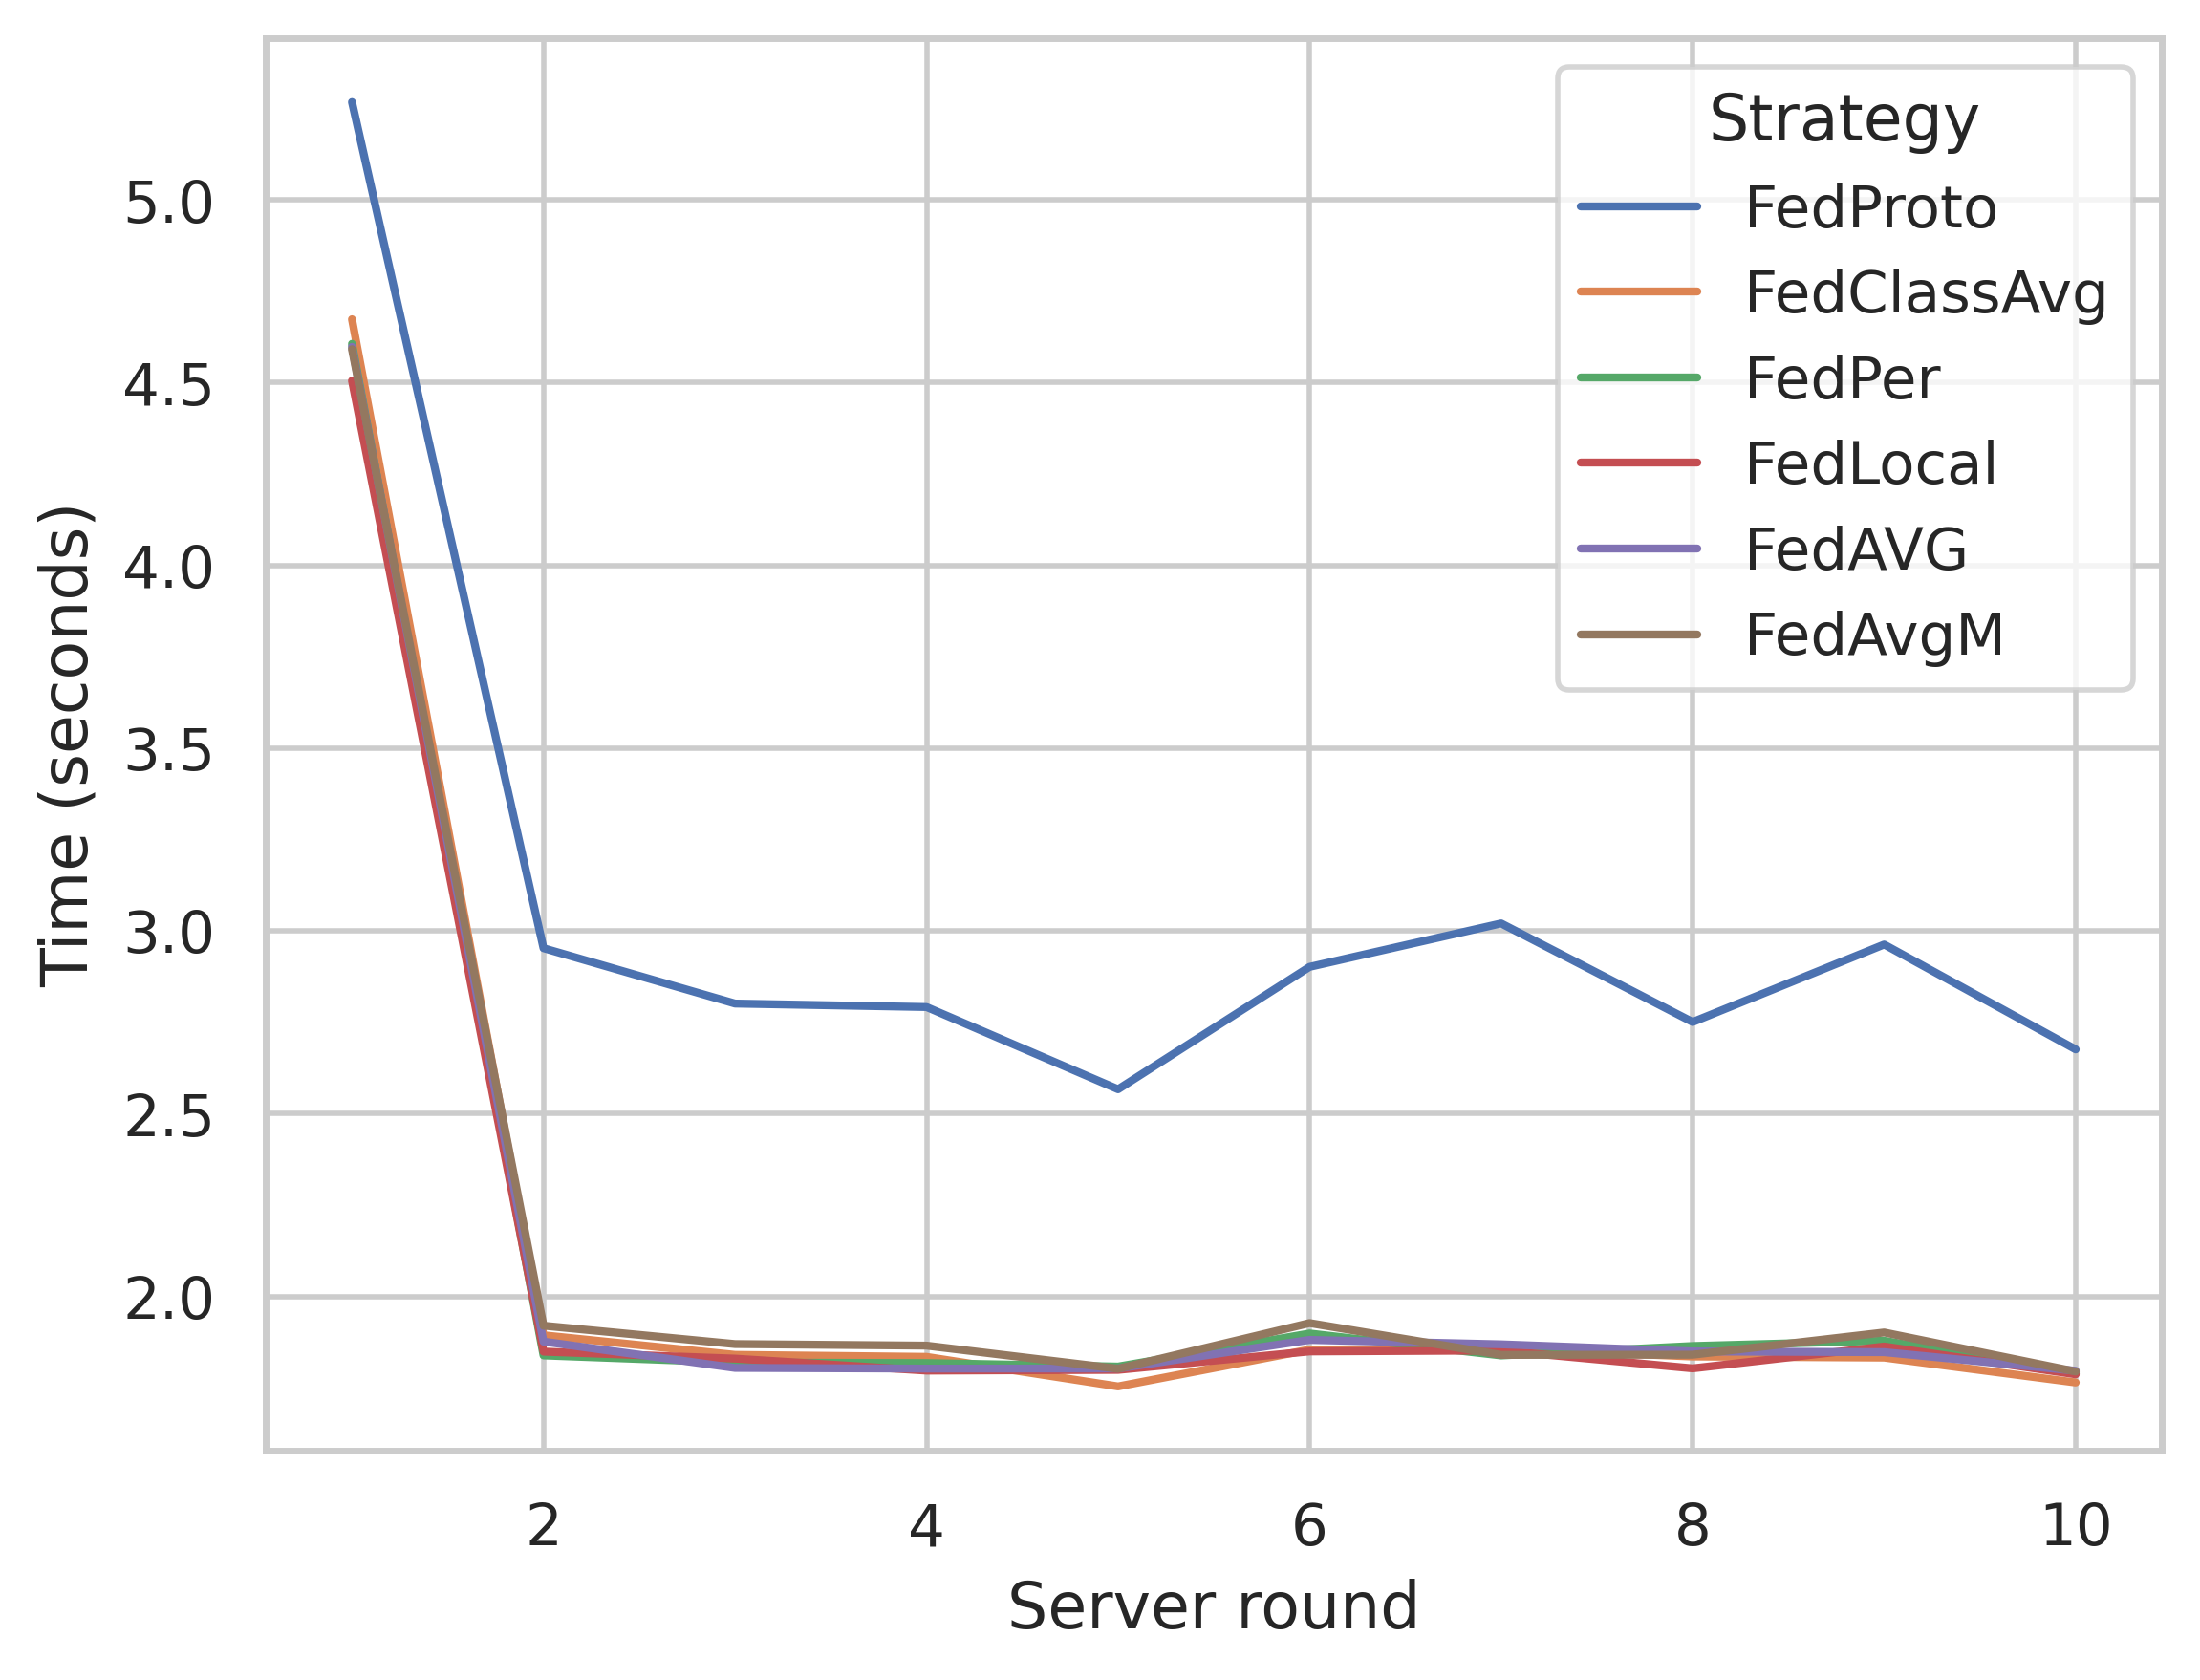 Strategy
FedProto
FedClassAvg
FedPer
FedLocal
FedAVG
FedAvgM
Time (seconds)
5.0
4.5
4.0
3.5
3.0
2.5
2.0
2 4 6 8 10
Server round